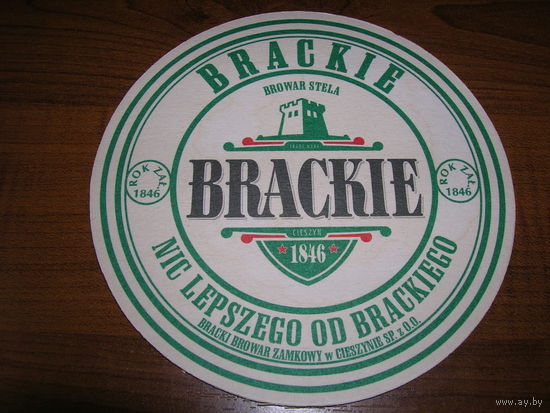 BRACKIE
BROWAR STELA
TRADE MARK
BRACKIE
CIESZYN
1846
ROK ZAŁ.
1846
ROK ZAŁ.
1846
NIC LEPSZEGO OD BRACKIEGO
BRACKI BROWAR ZAMKOWY w CIESZYNIE SP. z O.O.
www.ay.by